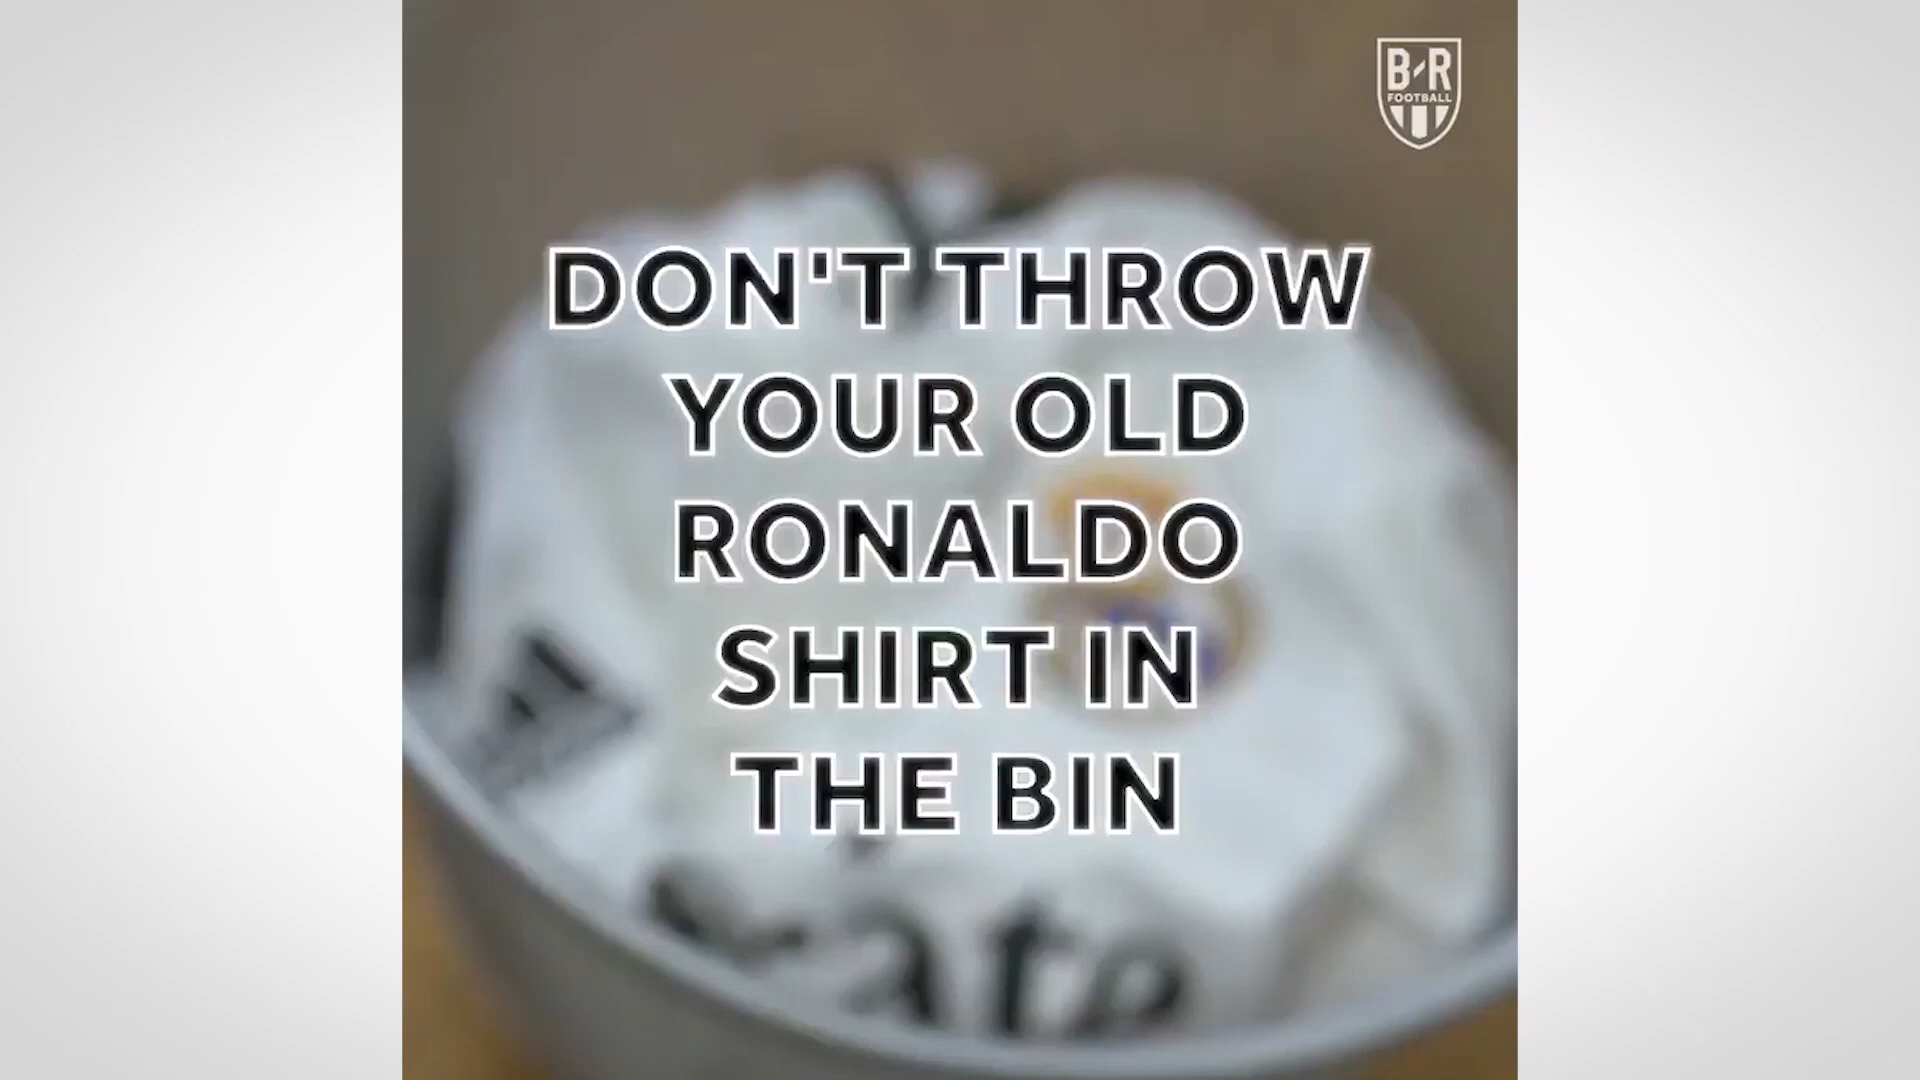 B/R
FOOTBALL
DON'T THROW
YOUR OLD
RONALDO
SHIRT IN
THE BIN